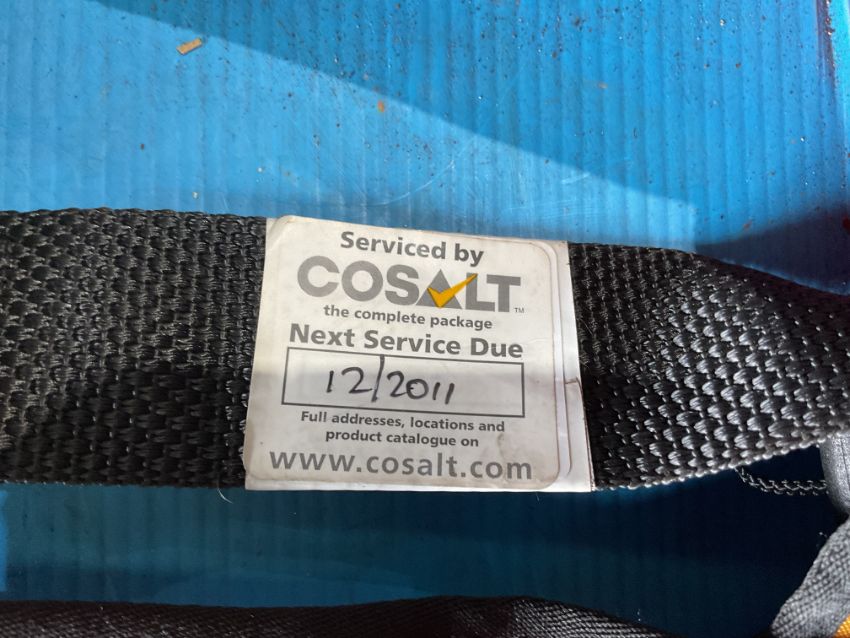 Serviced by
COSALT™
the complete package
Next Service Due
12/2011
Full addresses, locations and
product catalogue on
www.cosalt.com